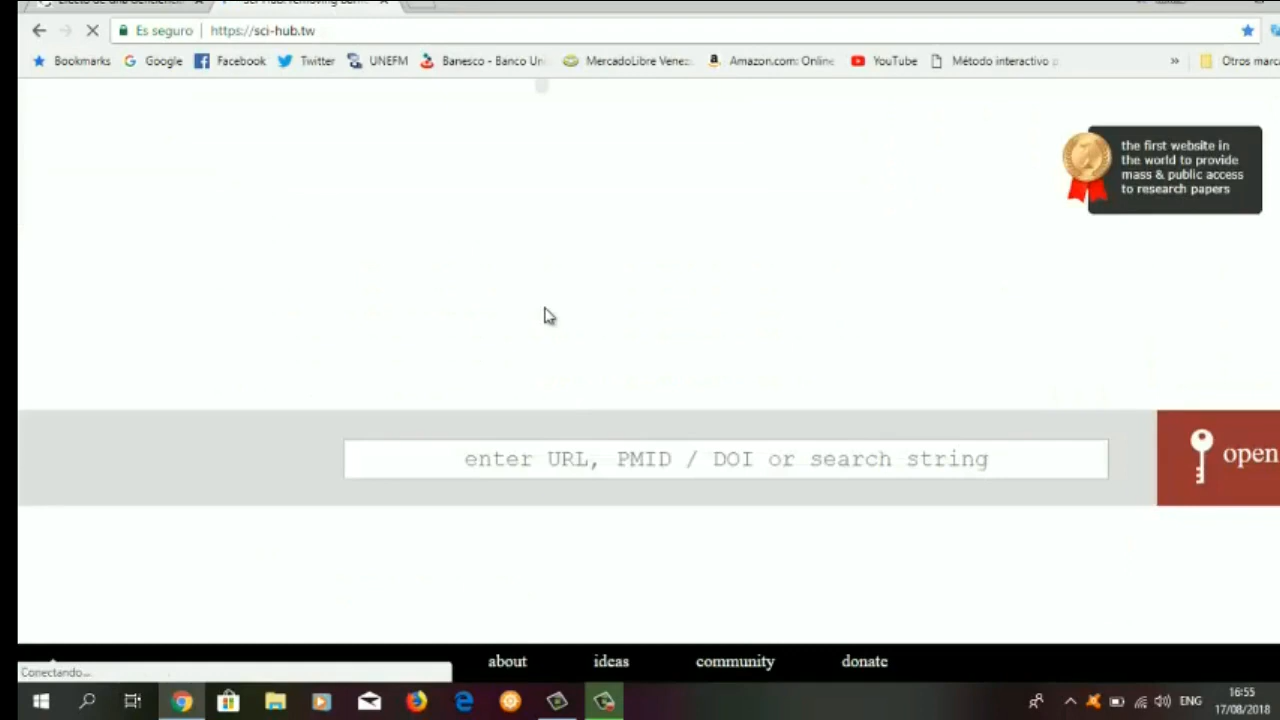 Es seguro | https://sci-hub.tw
Bookmarks Google Facebook Twitter UNEFM Banesco - Banco Un MercadoLibre Venez Amazon.com: Online YouTube Método interactivo » Otros marc
the first website in
the world to provide
mass & public access
to research papers
enter URL, PMID / DOI or search string
open
about ideas community donate
Conectando...
ENG
16:55
17/08/2018